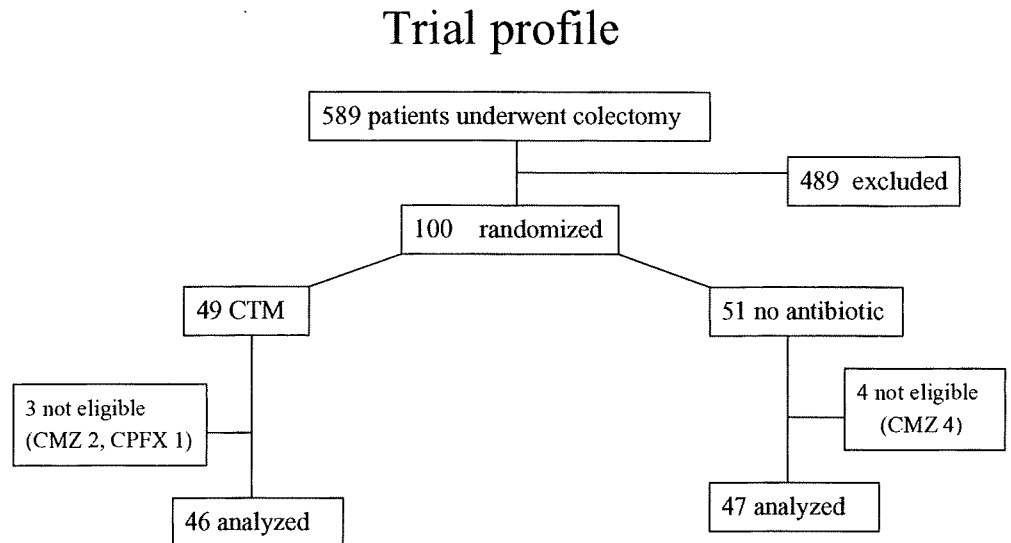 Trial profile
589 patients underwent colectomy
489 excluded
100 randomized
49 CTM
51 no antibiotic
3 not eligible
(CMZ 2, CPFX 1)
4 not eligible
(CMZ 4)
46 analyzed
47 analyzed